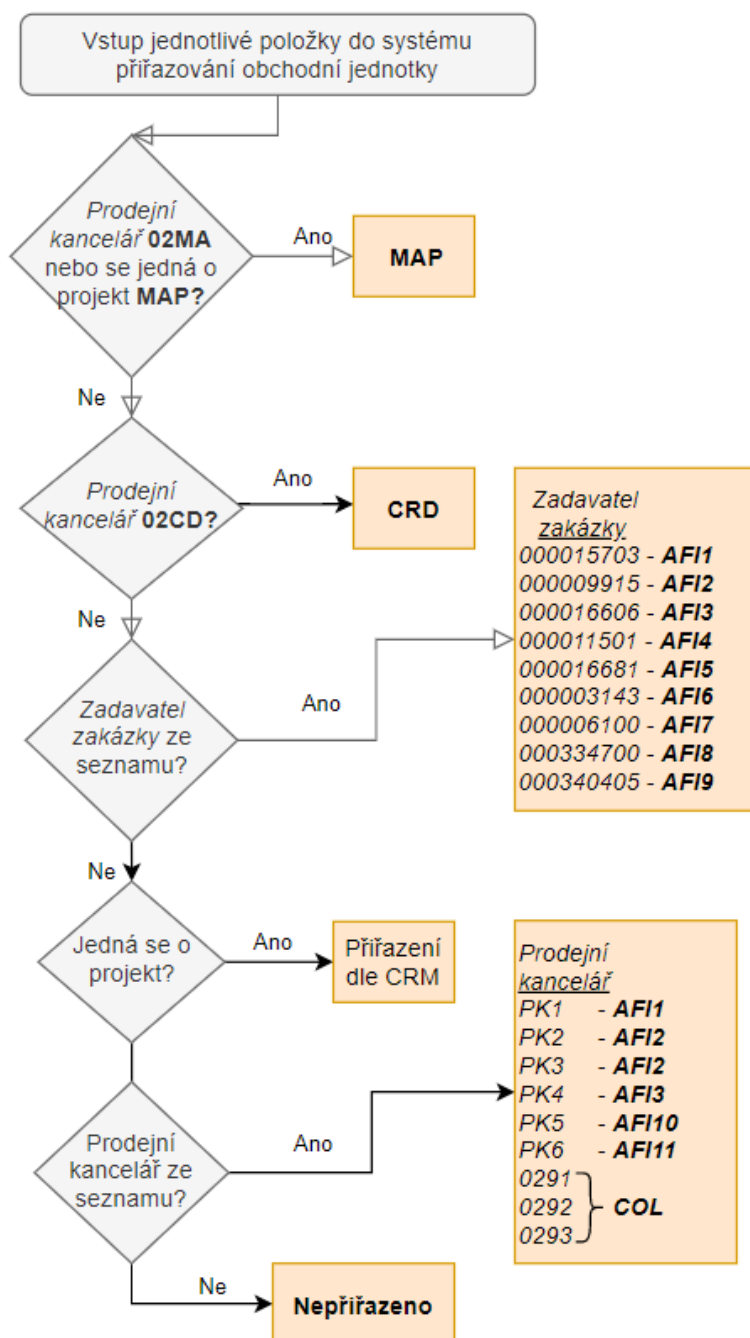 Vstup jednotlivé položky do systému
přiřazování obchodní jednotky
Prodejní
kancelář 02MA
nebo se jedná o
projekt MAP?
Ano
MAP
Ne
Prodejní
kancelář 02CD?
Ano
CRD
Ne
Zadavatel
zakázky ze
seznamu?
Ano
Zadavatel
zakázky
000015703 - AFI1
000009915 - AFI2
000016606 - AFI3
000011501 - AFI4
000016681 - AFI5
000003143 - AFI6
000006100 - AFI7
000334700 - AFI8
000340405 - AFI9
Ne
Jedná se o
projekt?
Ano
Přiřazení
dle CRM
Prodejní
kancelář ze
seznamu?
Ano
Prodejní
kancelář
PK1 - AFI1
PK2 - AFI2
PK3 - AFI2
PK4 - AFI3
PK5 - AFI10
PK6 - AFI11
0291
0292 - COL
0293
Ne
Nepřiřazeno